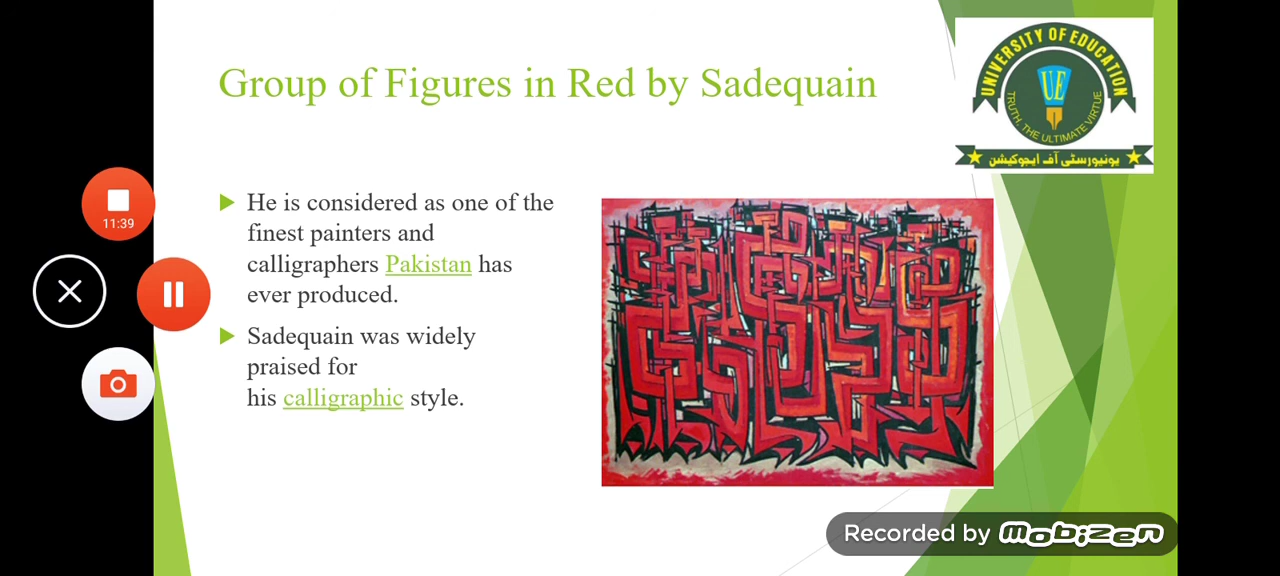 Group of Figures in Red by Sadequain
UNIVERSITY OF EDUCATION
UE
TRUTH, THE ULTIMATE VIRTUE
یونیورسٹی آف ایجوکیشن
He is considered as one of the
finest painters and
calligraphers Pakistan has
ever produced.
Sadequain was widely
praised for
his calligraphic style.
11:39
Recorded by mobizen